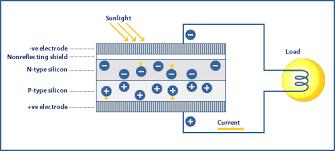 Sunlight
-ve electrode
Nonreflecting shield
N-type silicon
P-type silicon
+ve electrode
Load
Current